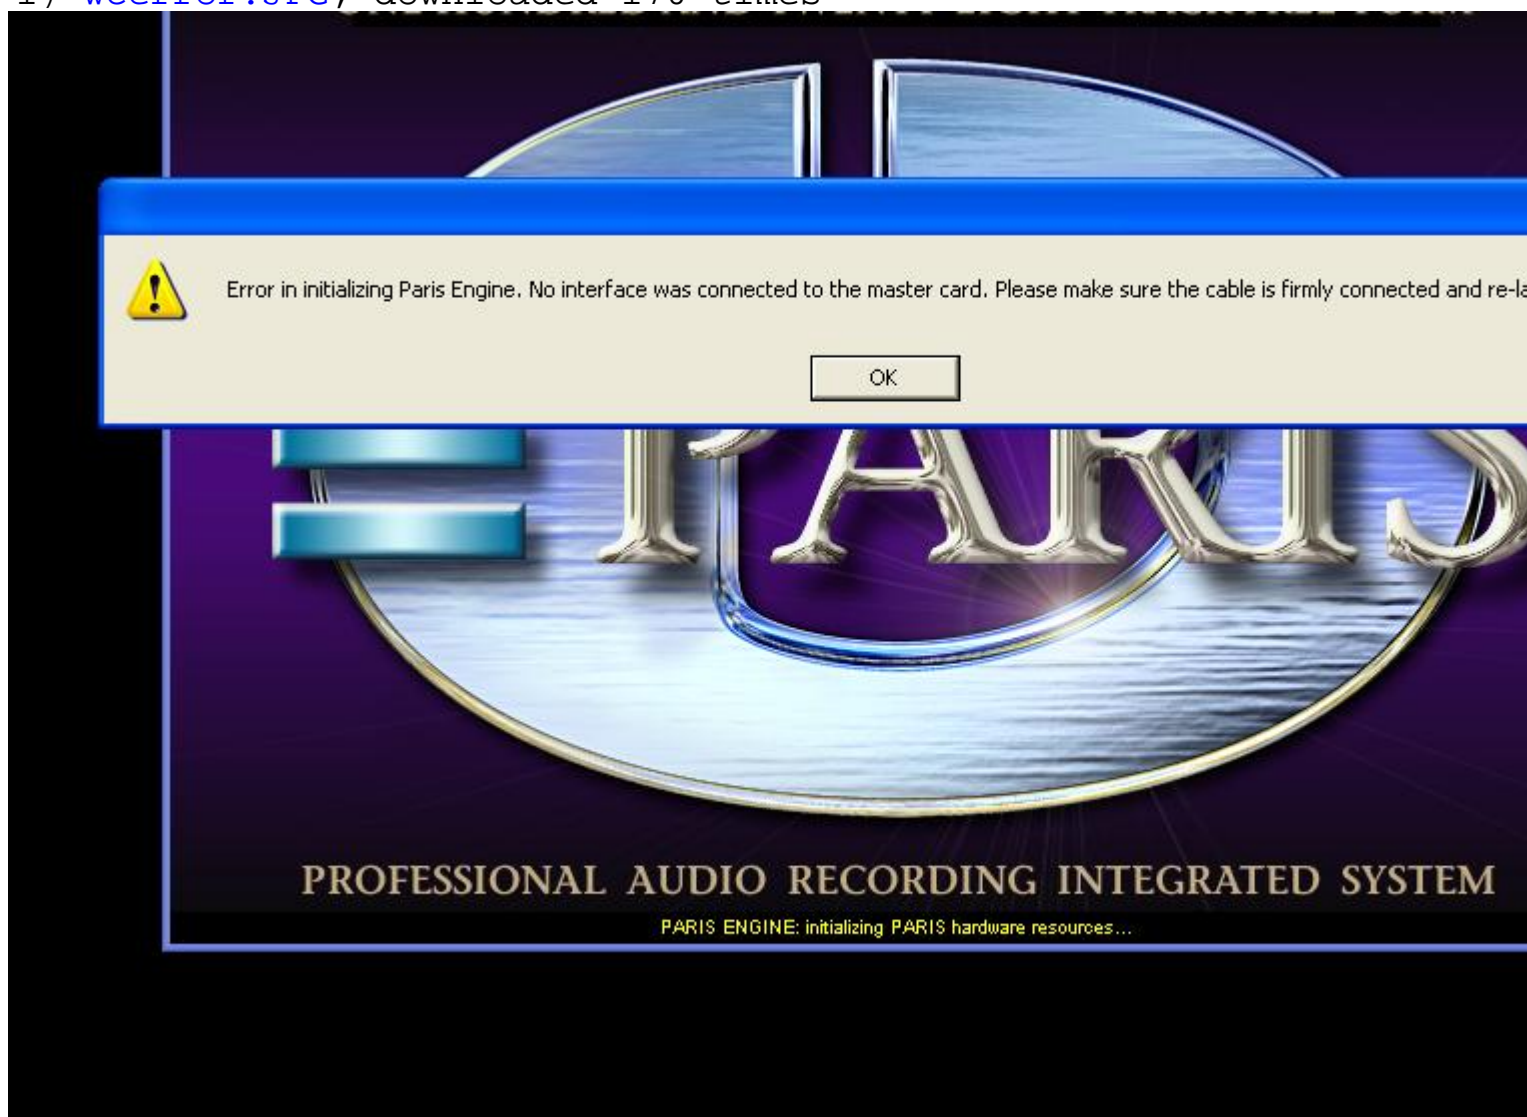 Error in initializing Paris Engine. No interface was connected to the master card. Please make sure the cable is firmly connected and re-la
OK
PARIS
PROFESSIONAL AUDIO RECORDING INTEGRATED SYSTEM
PARIS ENGINE: initializing PARIS hardware resources...